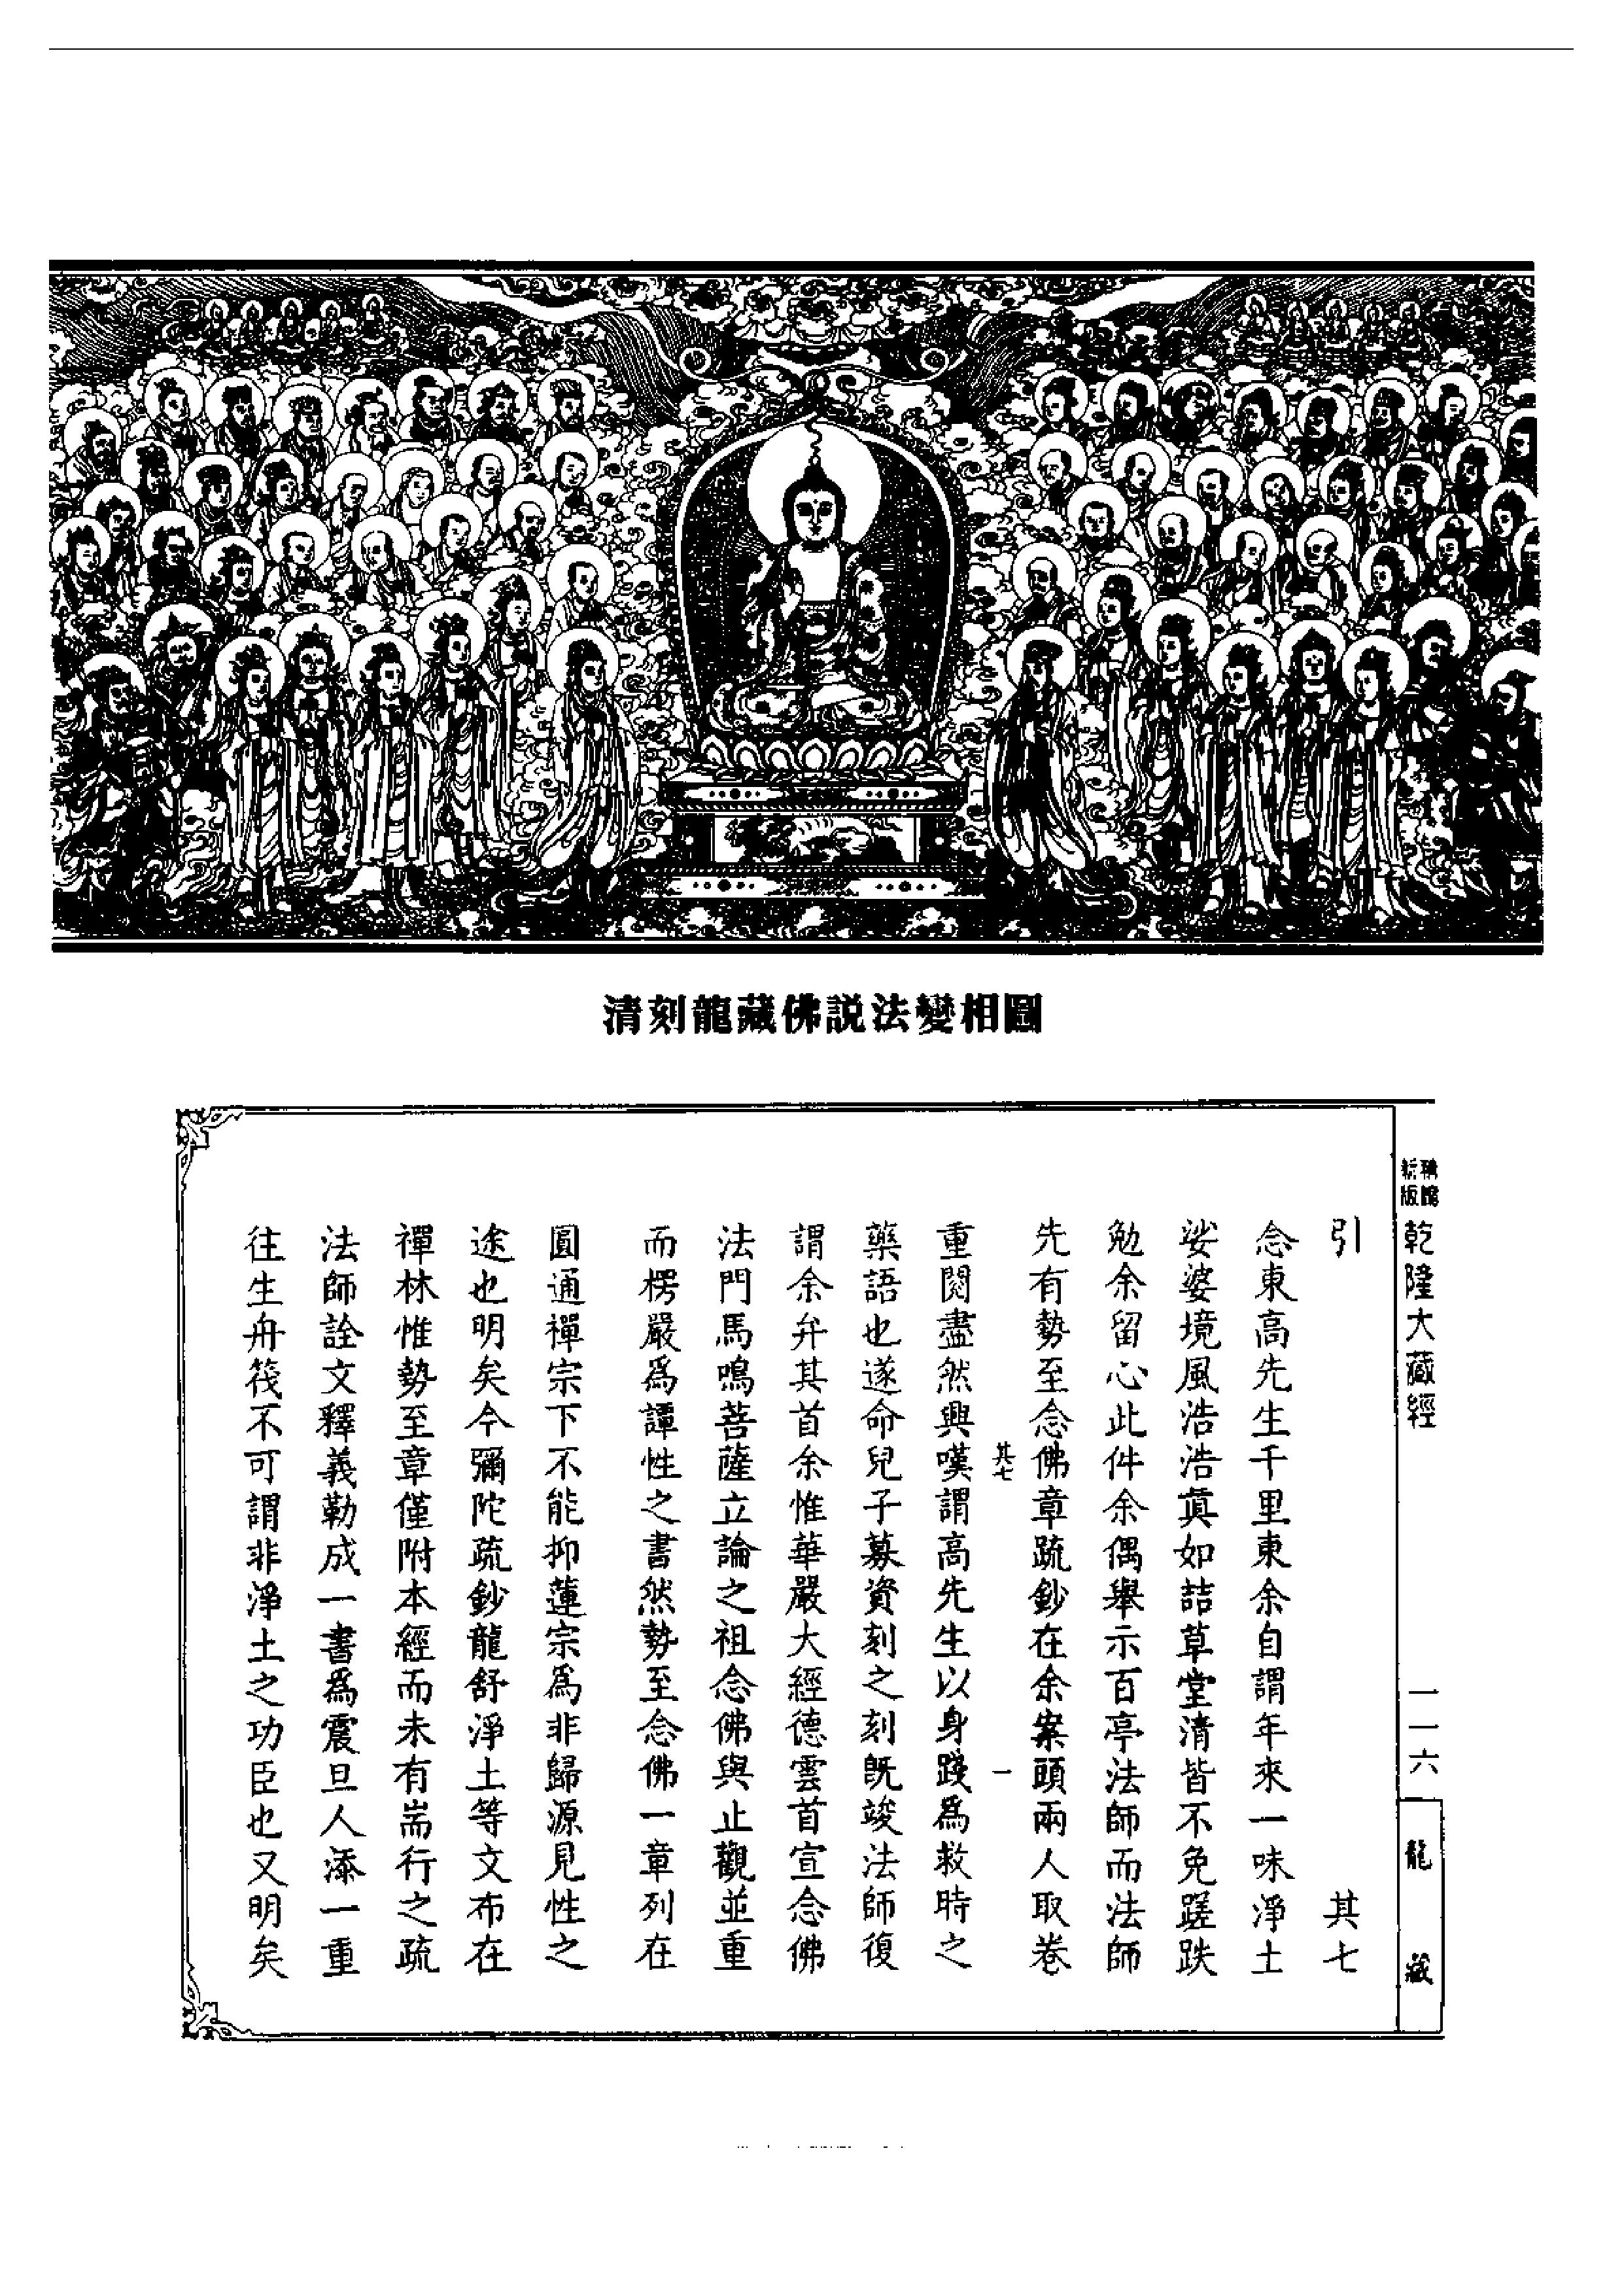 清刻龍藏佛說法變相圖
新版
乾隆大藏經
一一六
龍藏
引 其七
念東高先生千里東余自謂年來一味淨土
娑婆境風浩浩真如詰草堂清皆不免蹉跌
勉余留心此件余偶舉示百亭法師而法師
先有勢至念佛章疏鈔在余案頭兩人取卷
其七 一
重閱盡然興嘆謂高先生以身踐為救時之
藥語也遂命兒子募資刻之刻既竣法師復
謂余弁其首余惟華嚴大經德雲首宣念佛
法門馬鳴菩薩立論之祖念佛與止觀並重
而楞嚴為譚性之書然勢至念佛一章列在
圓通禪宗下不能抑蓮宗為非歸源見性之
途也明矣今彌陀疏鈔龍舒淨土等文布在
禪林惟勢至章僅附本經而未有耑行之疏
法師詮文釋義勒成一書為震旦人添一重
往生舟筏不可謂非淨土之功臣也又明矣